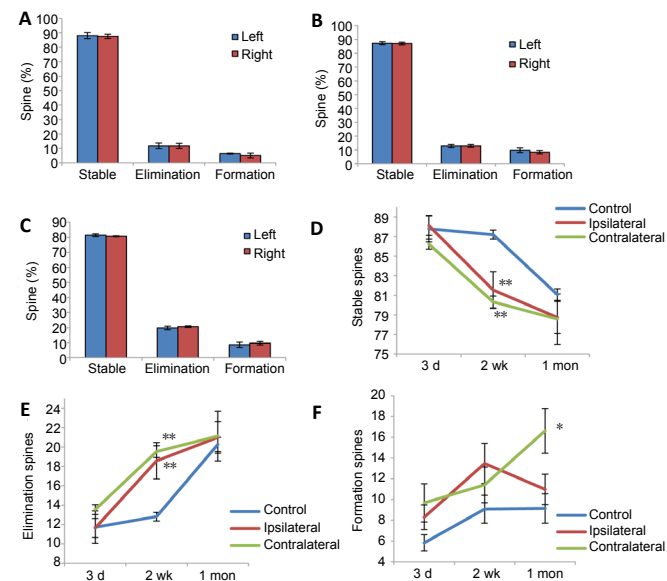 A
100
90
80
70
60
50
40
30
20
10
0
Spine (%)
Left
Right
Stable Elimination Formation
B
100
90
80
70
60
50
40
30
20
10
0
Spine (%)
Left
Right
Stable Elimination Formation
C
90
80
70
60
50
40
30
20
10
0
Spine (%)
Left
Right
Stable Elimination Formation
D
89
87
85
83
81
79
77
75
Stable spines
Control
Ipsilateral
Contralateral
**
**
3 d 2 wk 1 mon
E
24
22
20
18
16
14
12
10
8
Elimination spines
**
**
Control
Ipsilateral
Contralateral
3 d 2 wk 1 mon
F
20
18
16
14
12
10
8
6
4
Formation spines
*
Control
Ipsilateral
Contralateral
3 d 2 wk 1 mon